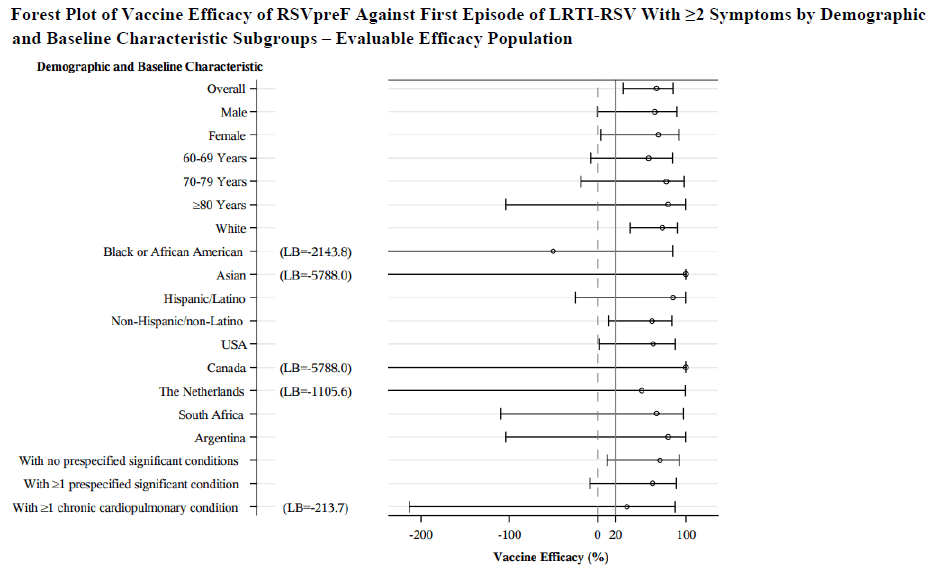 Forest Plot of Vaccine Efficacy of RSVpreF Against First Episode of LRTI-RSV With ≥2 Symptoms by Demographic
and Baseline Characteristic Subgroups – Evaluable Efficacy Population
Demographic and Baseline Characteristic
Overall
Male
Female
60-69 Years
70-79 Years
≥80 Years
White
Black or African American (LB=-2143.8)
Asian (LB=-5788.0)
Hispanic/Latino
Non-Hispanic/non-Latino
USA
Canada (LB=-5788.0)
The Netherlands (LB=-1105.6)
South Africa
Argentina
With no prespecified significant conditions
With ≥1 prespecified significant condition
With ≥1 chronic cardiopulmonary condition (LB=-213.7)
-200 -100 0 20 100
Vaccine Efficacy (%)